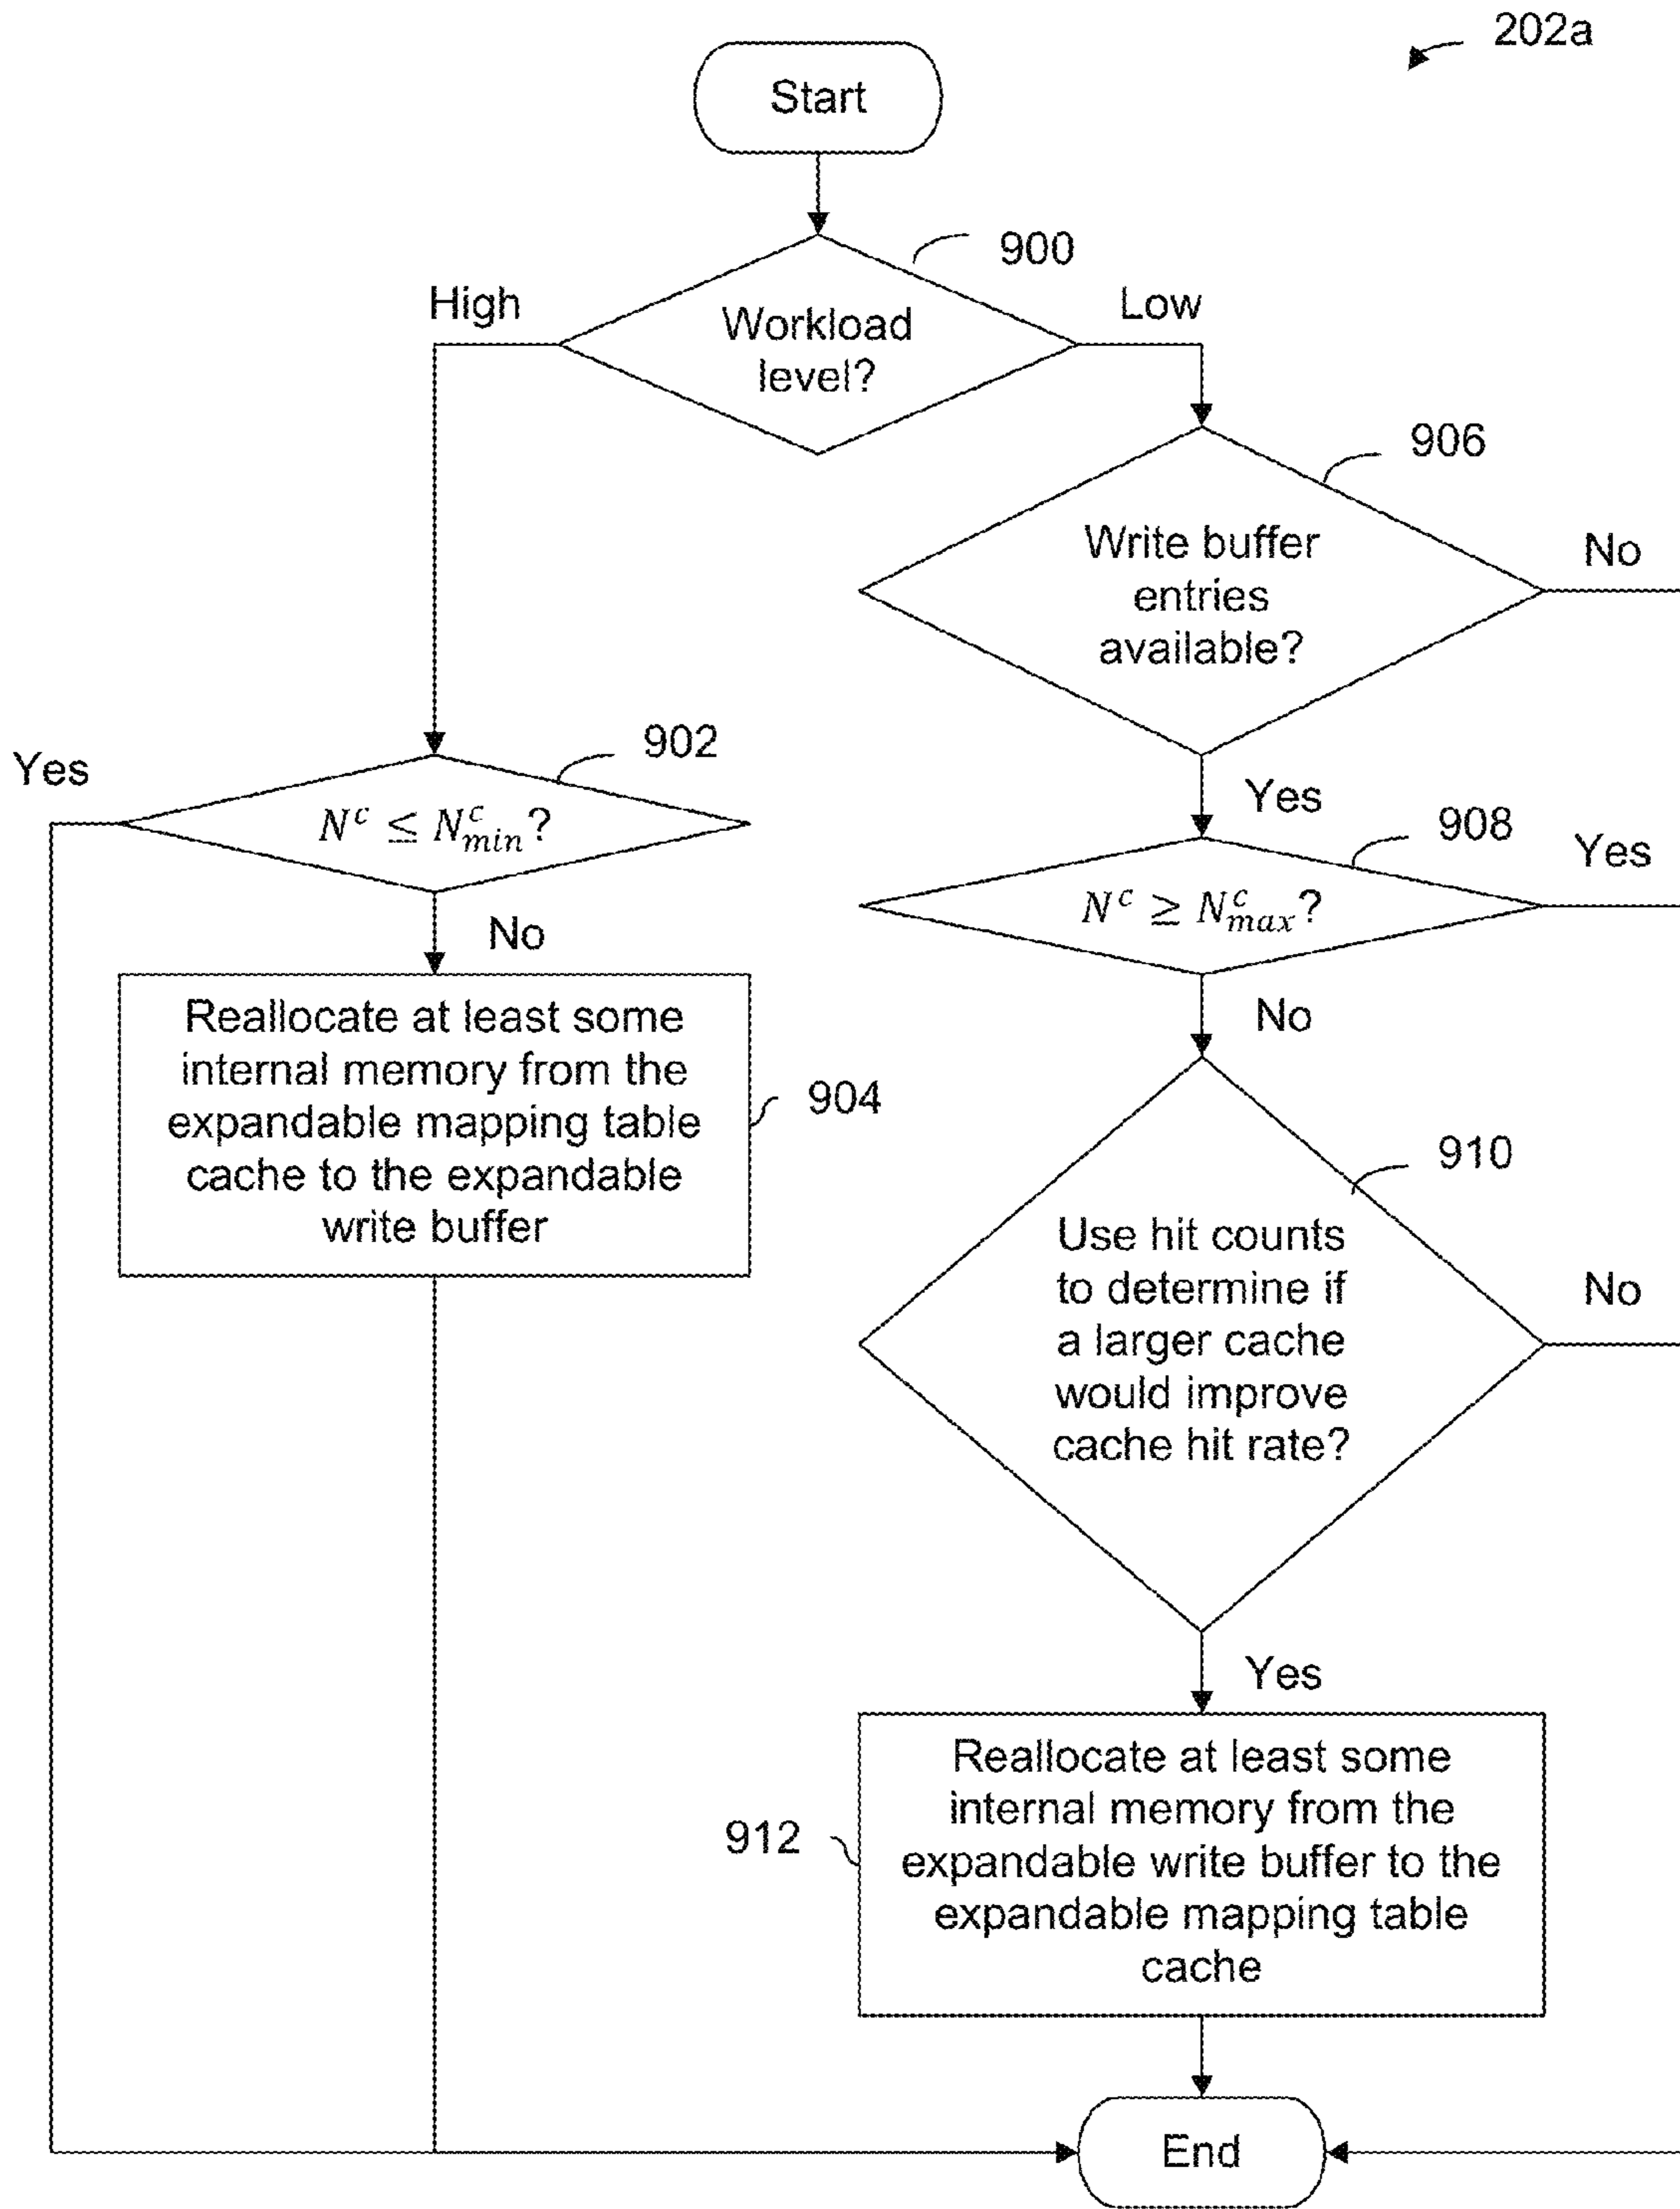 202a
Start
900
High
Low
Workload
level?
906
Write buffer
entries
available?
No
Yes
902
N^c ≤ N^c_min?
Yes
908
Yes
N^c ≥ N^c_max?
No
No
Reallocate at least some
internal memory from the
expandable mapping table
cache to the expandable
write buffer
904
910
Use hit counts
to determine if
a larger cache
would improve
cache hit rate?
No
Yes
Reallocate at least some
internal memory from the
expandable write buffer to the
expandable mapping table
cache
912
End